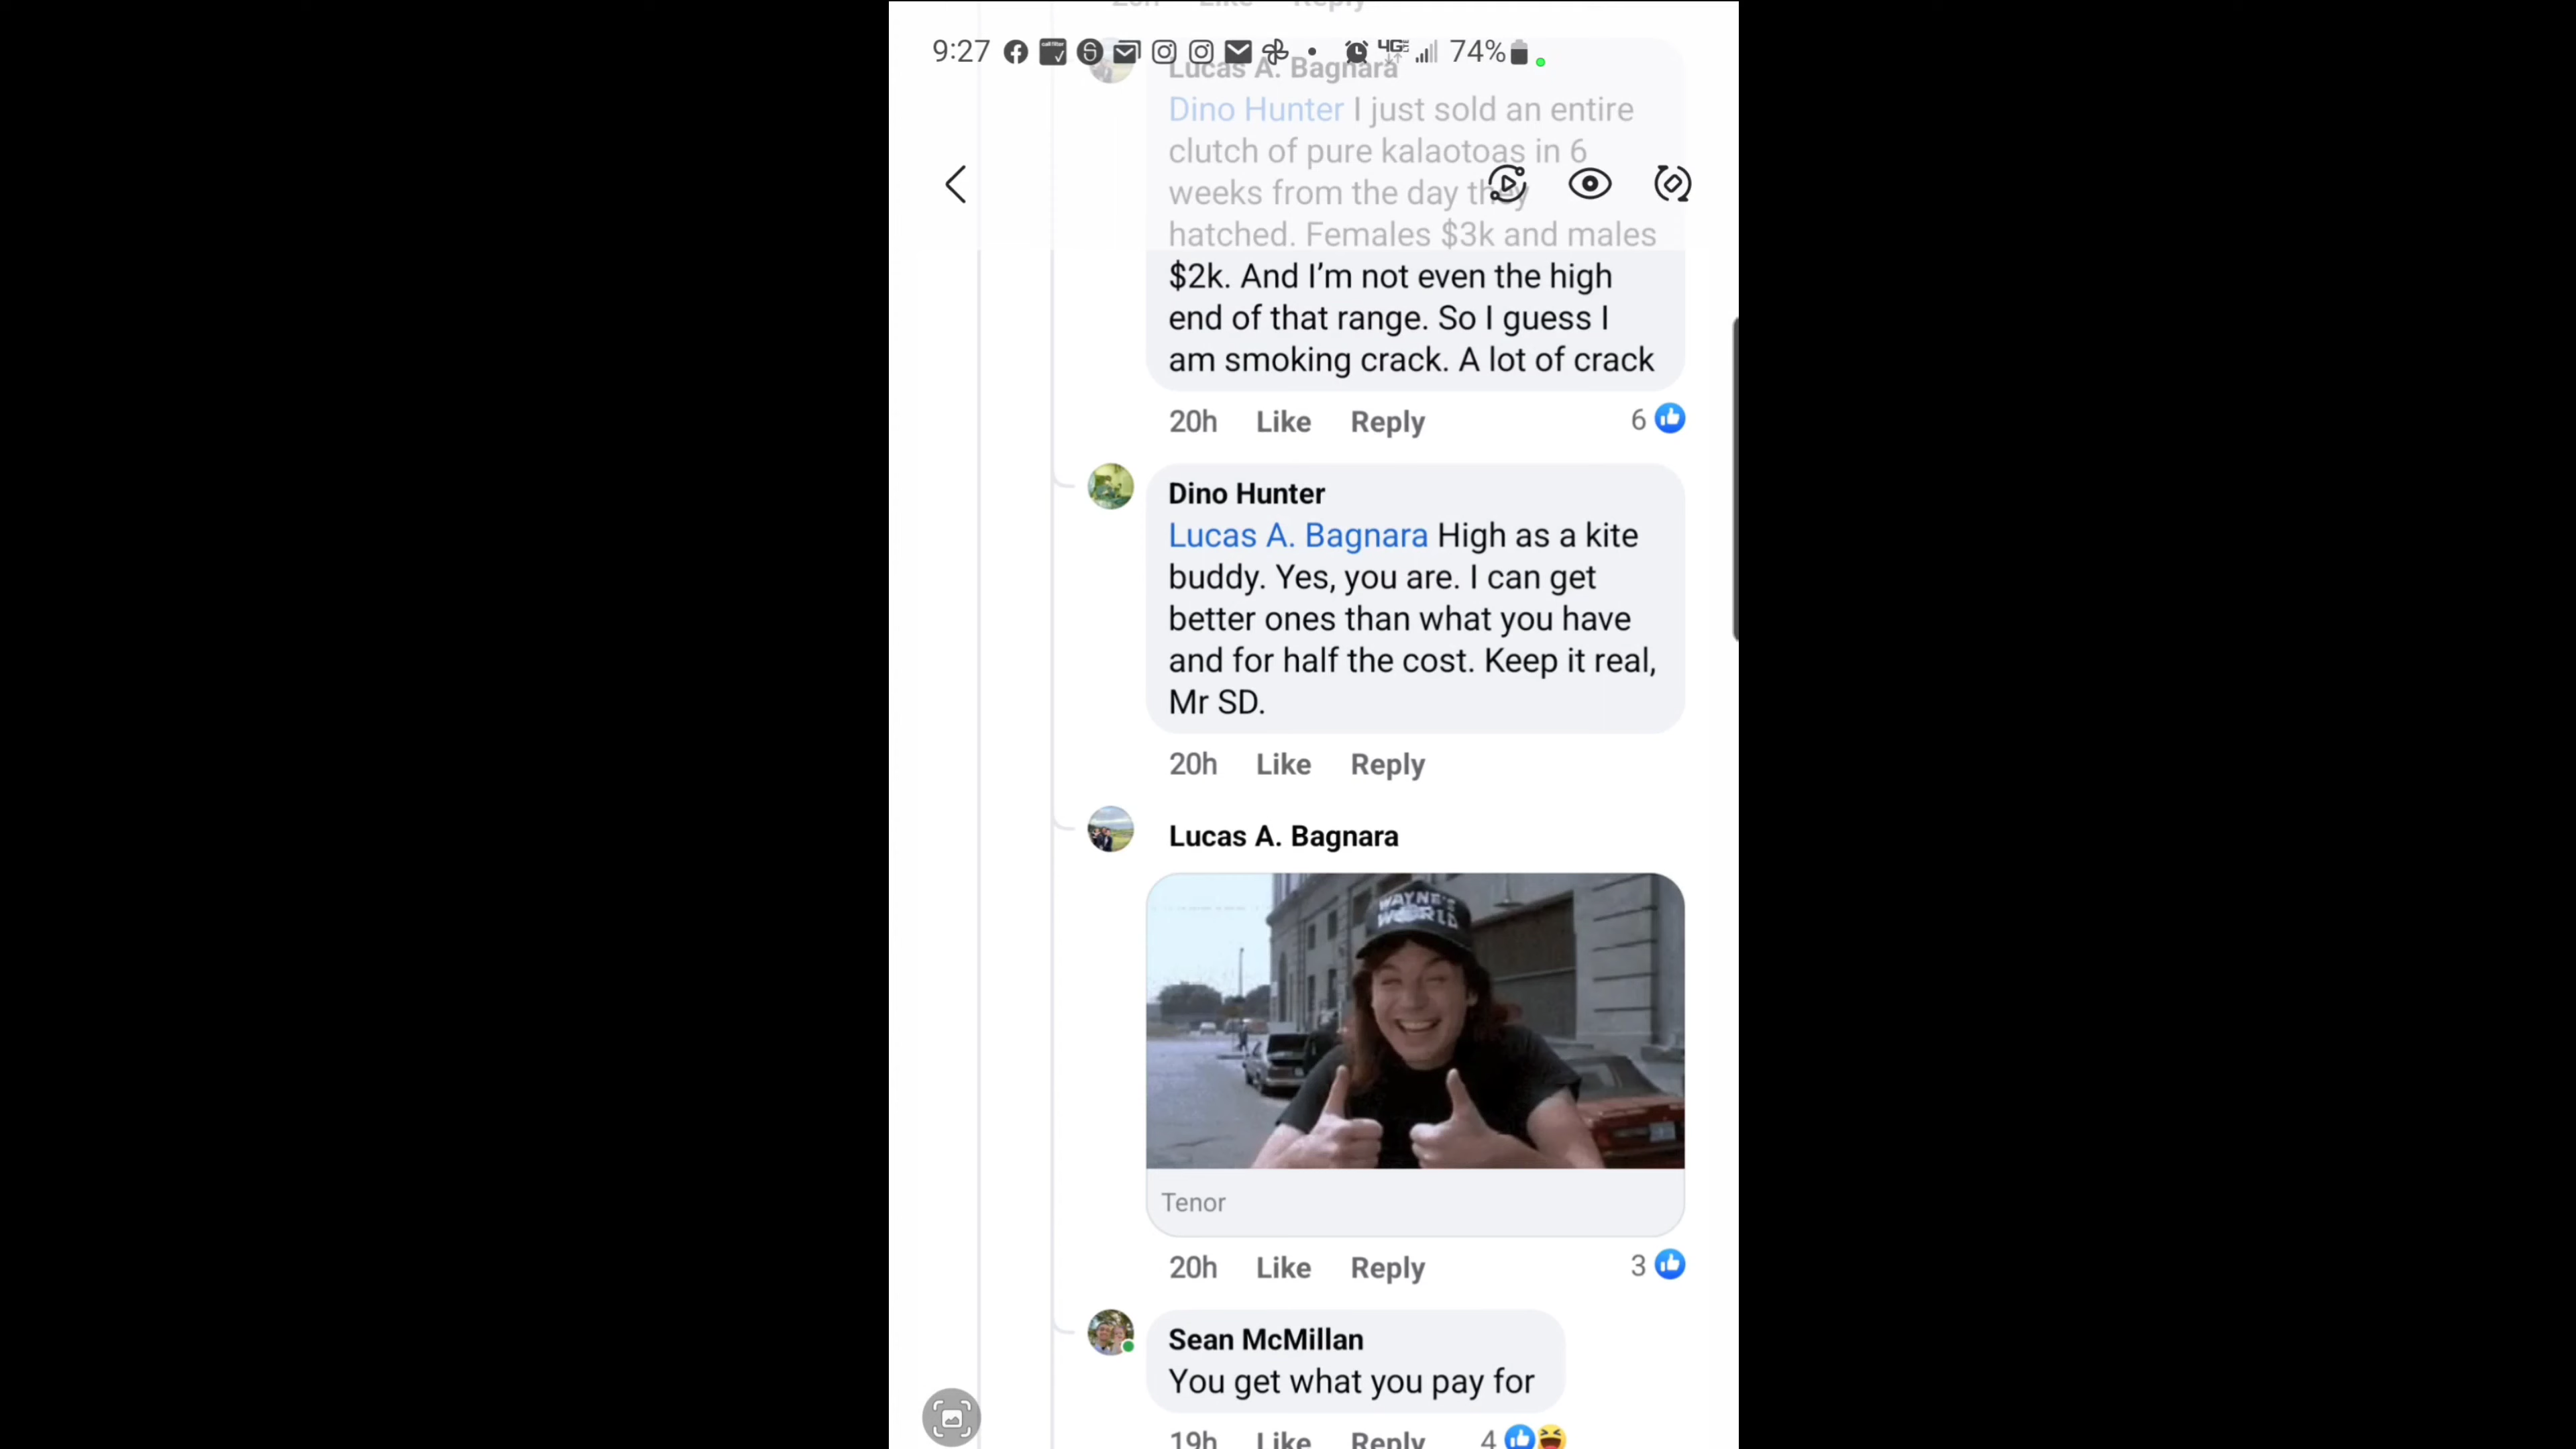 20h Like Reply
9:27 74%
Lucas A. Bagnara
Dino Hunter I just sold an entire
clutch of pure kalaotoas in 6
weeks from the day they
hatched. Females $3k and males
$2k. And I’m not even the high
end of that range. So I guess I
am smoking crack. A lot of crack
20h Like Reply 6
Dino Hunter
Lucas A. Bagnara High as a kite
buddy. Yes, you are. I can get
better ones than what you have
and for half the cost. Keep it real,
Mr SD.
20h Like Reply
Lucas A. Bagnara
WAYNE'S
WORLD
Tenor
20h Like Reply 3
Sean McMillan
You get what you pay for
19h Like Reply 4